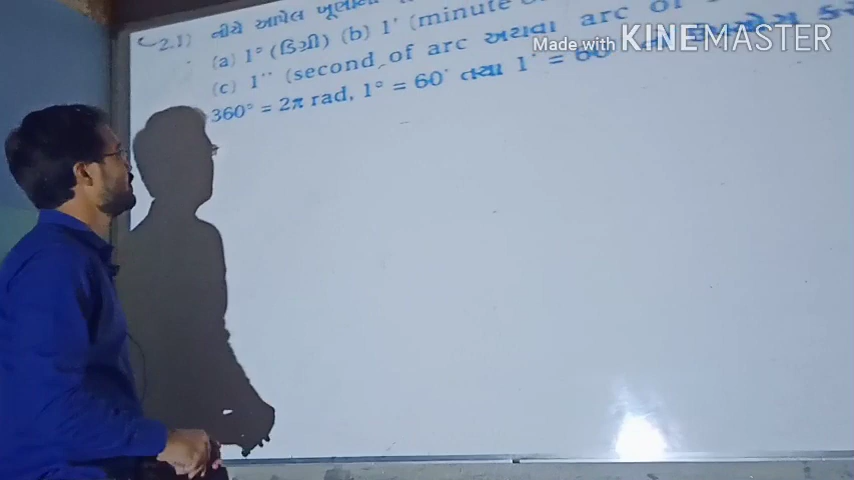 2.1) નીચે આપેલ ખૂણાના
(a) 1° (ડિગ્રી) (b) 1' (minute
(c) 1'' (second of arc અથવા arc
360° = 2π rad, 1° = 60' તથા 1' = 60''
Made with KINEMASTER